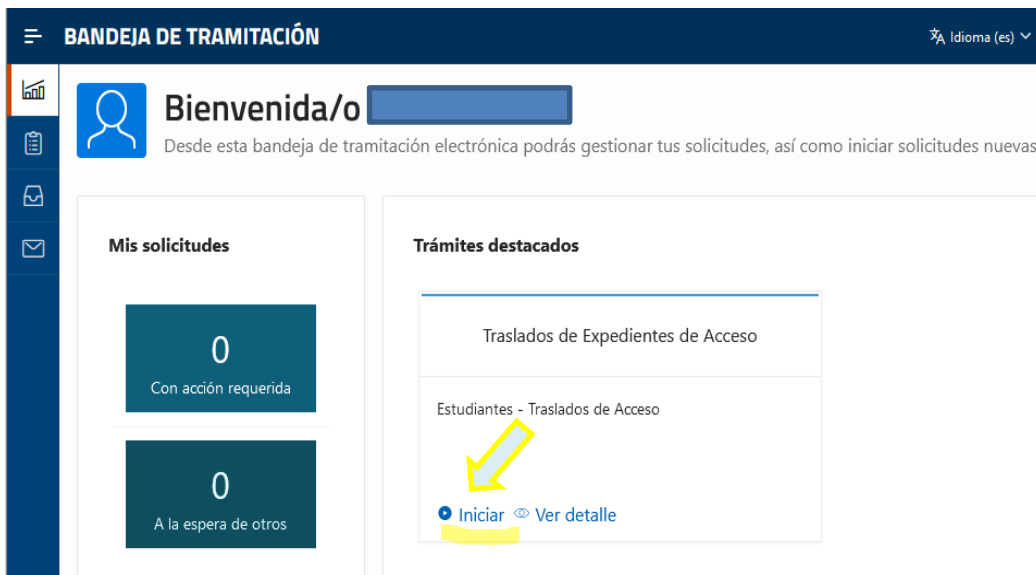 BANDEJA DE TRAMITACIÓN
Idioma (es)
Bienvenida/o
Desde esta bandeja de tramitación electrónica podrás gestionar tus solicitudes, así como iniciar solicitudes nuevas
Mis solicitudes
0
Con acción requerida
0
A la espera de otros
Trámites destacados
Traslados de Expedientes de Acceso
Estudiantes - Traslados de Acceso
Iniciar
Ver detalle